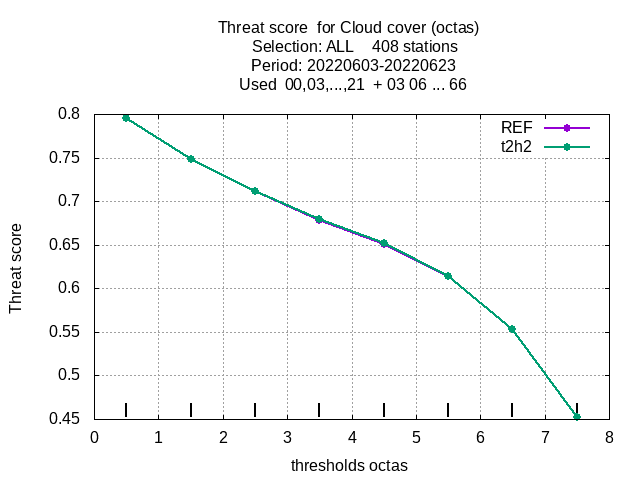 Threat score  for Cloud cover (octas)
Selection: ALL    408 stations
Period: 20220603-20220623
Used  00,03,...,21  + 03 06 ... 66
REF
t2h2
Threat score
0.8
0.75
0.7
0.65
0.6
0.55
0.5
0.45
0 1 2 3 4 5 6 7 8
thresholds octas